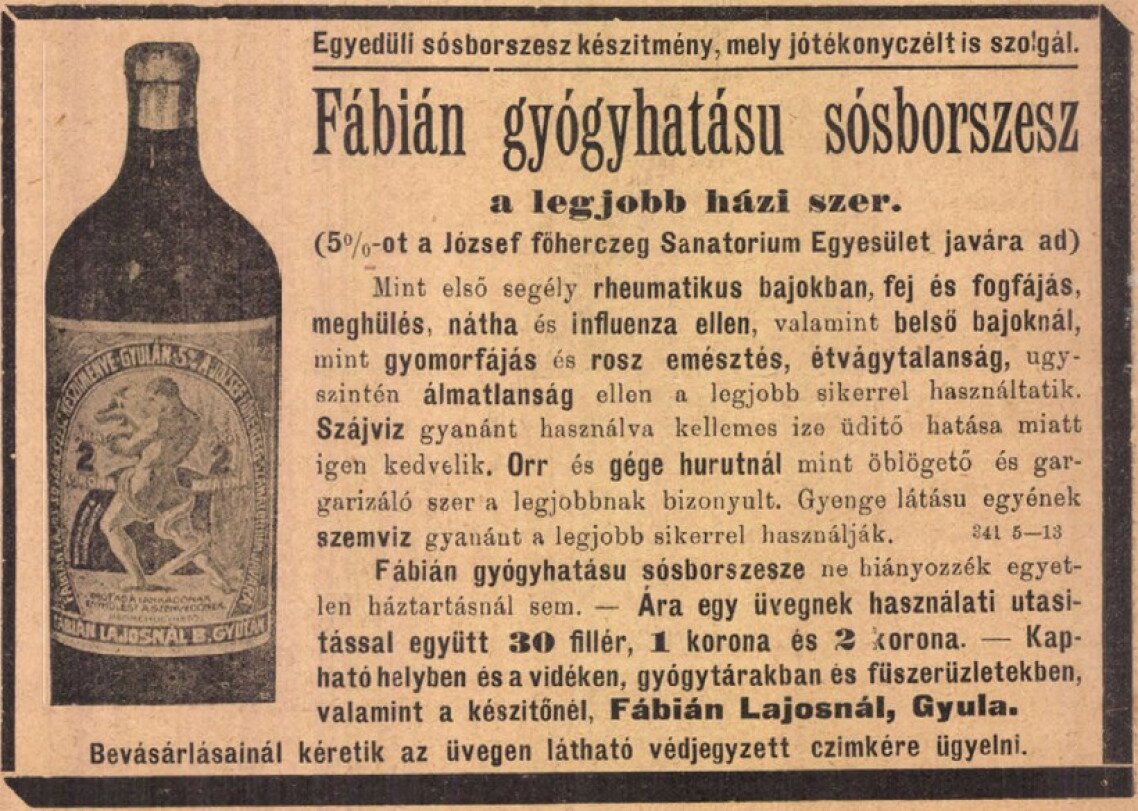 Egyedüli sósborszesz készitmény, mely jótékonyczélt is szolgál.
Fábián gyógyhatásu sósborszesz
a legjobb házi szer.
(5%-ot a József főherczeg Sanatorium Egyesület javára ad)
Mint első segély rheumatikus bajokban, fej és fogfájás,
meghülés, nátha és influenza ellen, valamint belső bajoknál,
mint gyomorfájás és rosz emésztés, étvágytalanság, ugy-
szintén álmatlanság ellen a legjobb sikerrel használtatik.
Szájviz gyanánt használva kellemes ize üditő hatása miatt
igen kedvelik. Orr és gége hurutnál mint öblögető és gar-
garizáló szer a legjobbnak bizonyult. Gyenge látásu egyének
szemviz gyanánt a legjobb sikerrel használják. 341 5—13
Fábián gyógyhatásu sósborszesze ne hiányozzék egyet-
len háztartásnál sem. — Ára egy üvegnek használati utasi-
tással együtt 30 fillér, 1 korona és 2 korona. — Kap-
ható helyben és a vidéken, gyógytárakban és füszerüzletekben,
valamint a készitőnél, Fábián Lajosnál, Gyula.
Bevásárlásainál kéretik az üvegen látható védjegyzett czimkére ügyelni.
GYULÁN
2 2
FÁBIÁN LAJOSNÁL B. GYULÁN